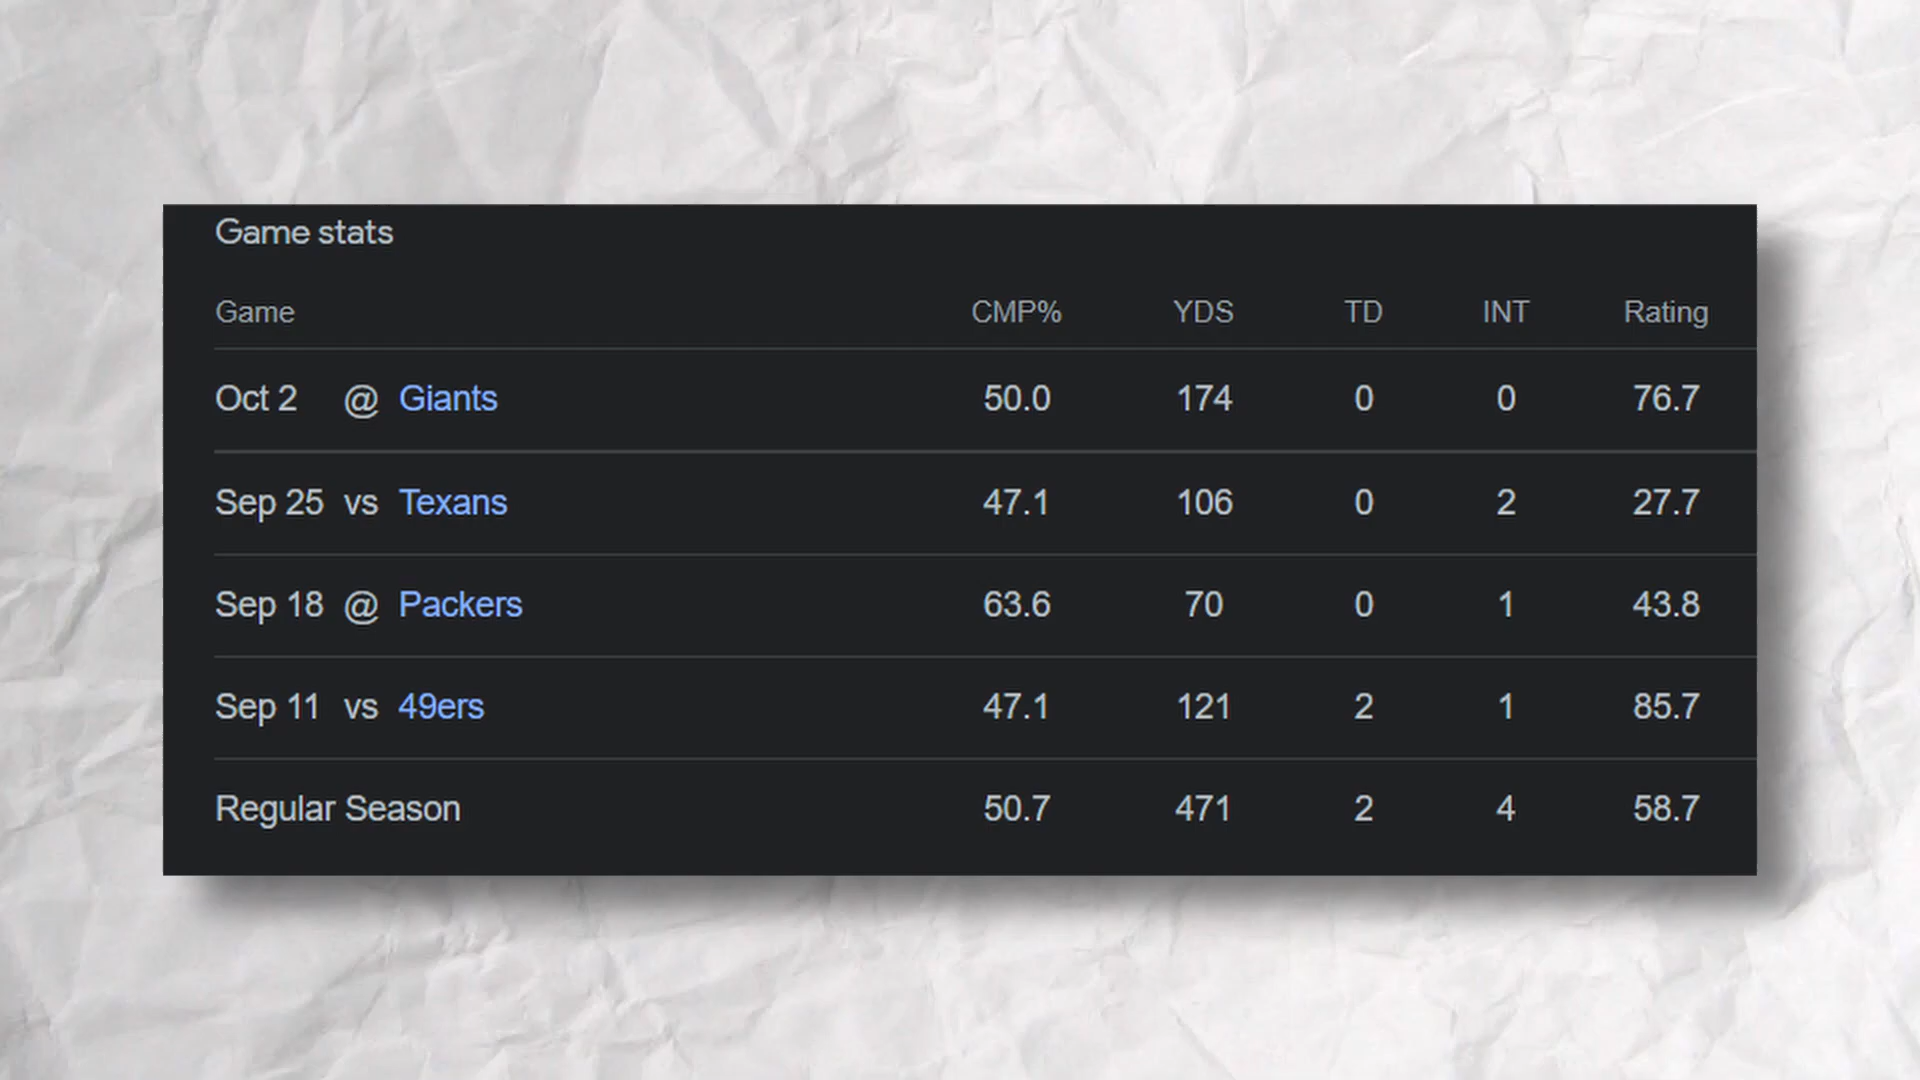 Game stats
Game CMP% YDS TD INT Rating
Oct 2 @ Giants 50.0 174 0 0 76.7
Sep 25 vs Texans 47.1 106 0 2 27.7
Sep 18 @ Packers 63.6 70 0 1 43.8
Sep 11 vs 49ers 47.1 121 2 1 85.7
Regular Season 50.7 471 2 4 58.7